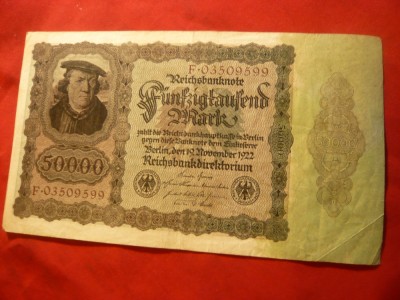 Reichsbanknote
F·03509599
Fünfzigtausend
Mark
zahlt die Reichsbankhauptkasse in Berlin
gegen diese Banknote dem Einlieferer
Berlin, den 19. November 1922
Reichsbankdirektorium
50000
F·03509599